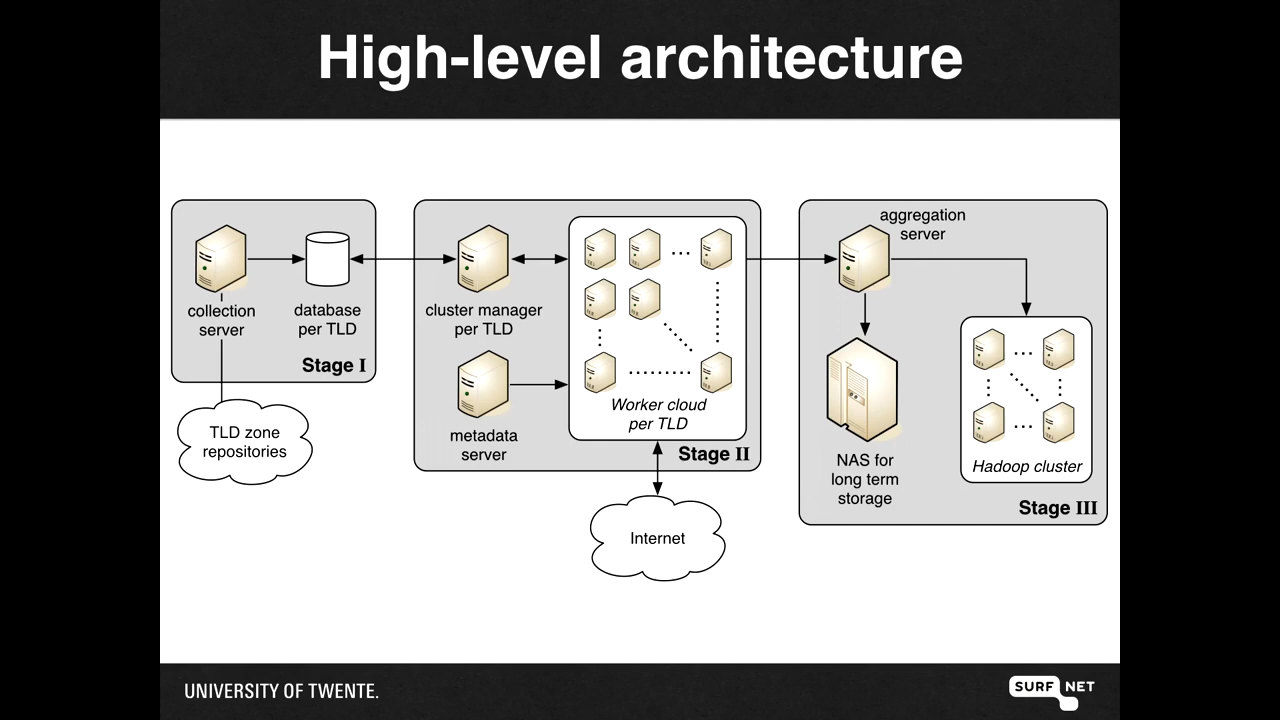 High-level architecture
collection
server
database
per TLD
Stage I
TLD zone
repositories
cluster manager
per TLD
metadata
server
Worker cloud
per TLD
Stage II
Internet
aggregation
server
NAS for
long term
storage
Hadoop cluster
Stage III
UNIVERSITY OF TWENTE.
SURF NET